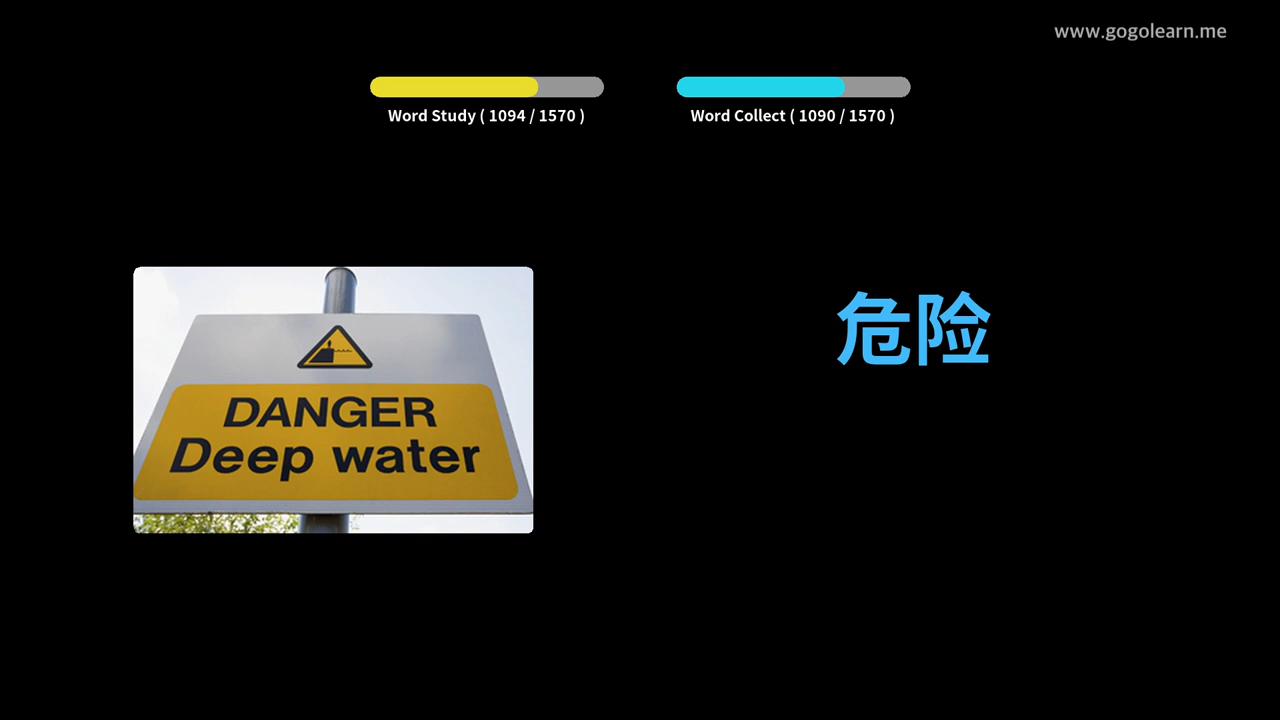 www.gogolearn.me
Word Study ( 1094 / 1570 )
Word Collect ( 1090 / 1570 )
危险
DANGER
Deep water